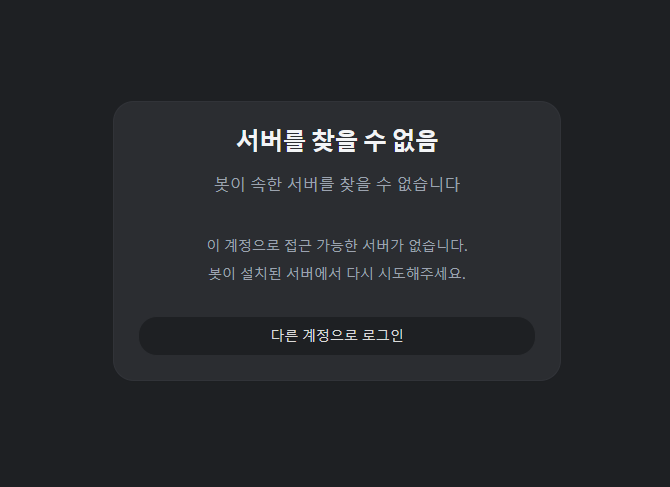 서버를 찾을 수 없음
봇이 속한 서버를 찾을 수 없습니다
이 계정으로 접근 가능한 서버가 없습니다.
봇이 설치된 서버에서 다시 시도해주세요.
다른 계정으로 로그인